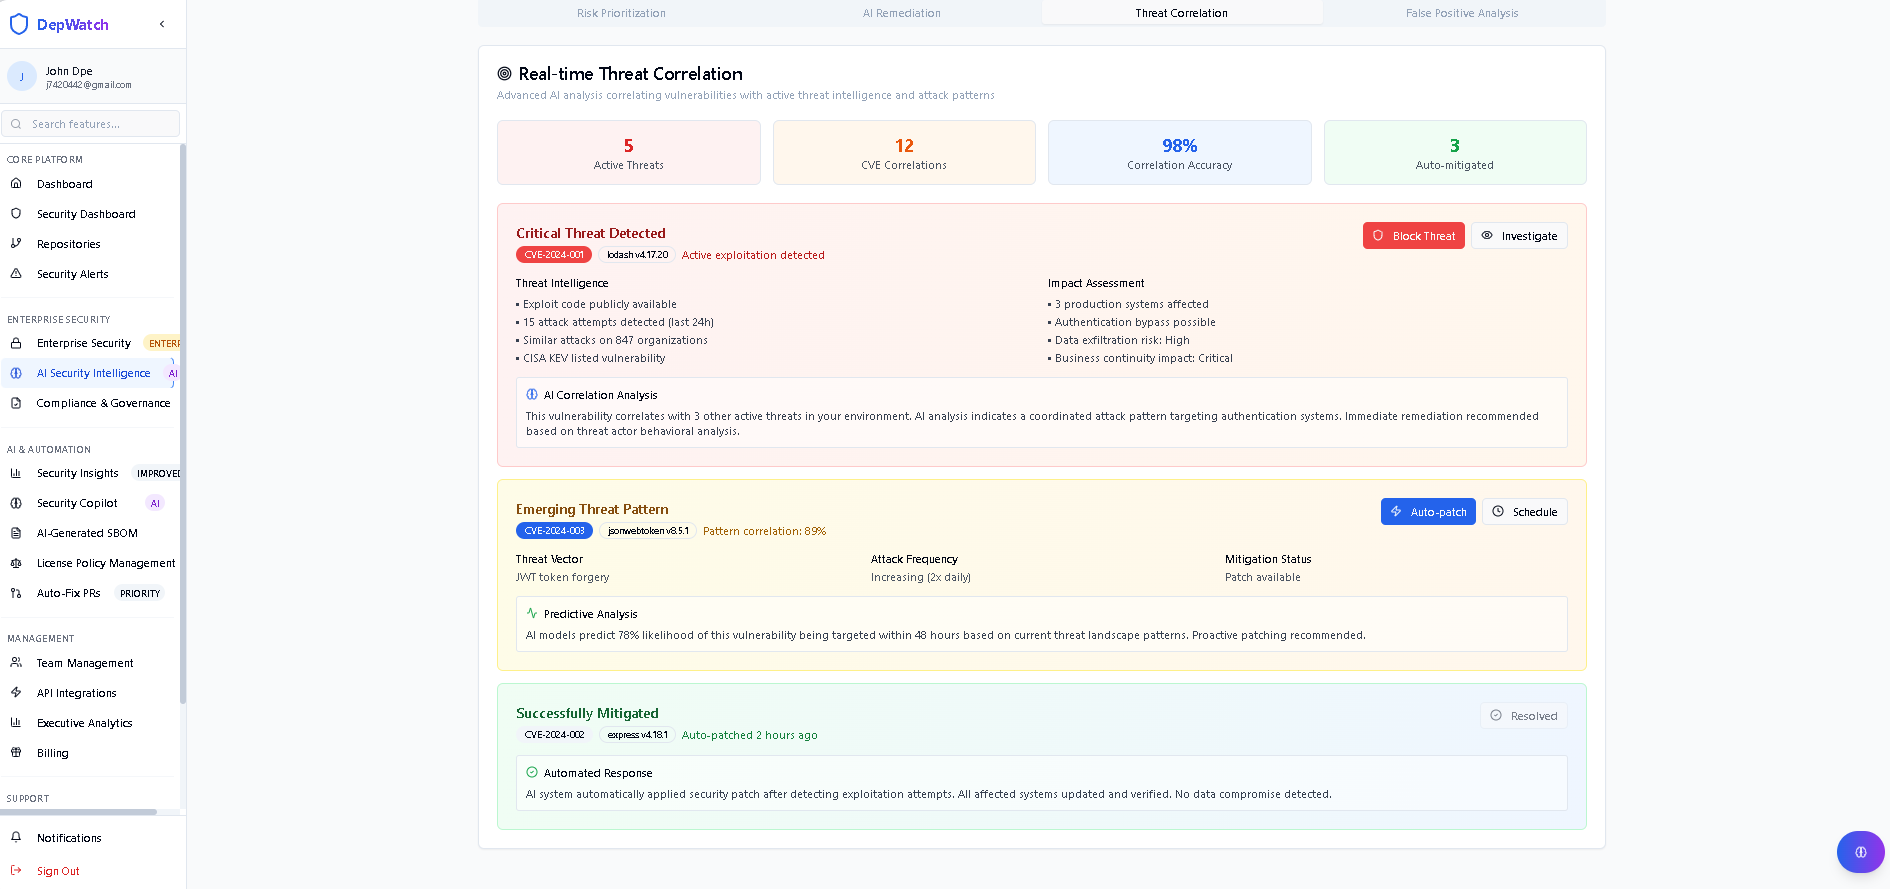 DepWatch
J
John Dpe
j7420442@gmail.com
Search features...
CORE PLATFORM
Dashboard
Security Dashboard
Repositories
Security Alerts
ENTERPRISE SECURITY
Enterprise Security ENTERP
AI Security Intelligence AI
Compliance & Governance
AI & AUTOMATION
Security Insights IMPROVED
Security Copilot AI
AI-Generated SBOM
License Policy Management
Auto-Fix PRs PRIORITY
MANAGEMENT
Team Management
API Integrations
Executive Analytics
Billing
SUPPORT
Notifications
Sign Out
Risk Prioritization AI Remediation Threat Correlation False Positive Analysis
Real-time Threat Correlation
Advanced AI analysis correlating vulnerabilities with active threat intelligence and attack patterns
5
Active Threats
12
CVE Correlations
98%
Correlation Accuracy
3
Auto-mitigated
Critical Threat Detected
CVE-2024-001 lodash v4.17.20 Active exploitation detected
Block Threat Investigate
Threat Intelligence
• Exploit code publicly available
• 15 attack attempts detected (last 24h)
• Similar attacks on 847 organizations
• CISA KEV listed vulnerability
Impact Assessment
• 3 production systems affected
• Authentication bypass possible
• Data exfiltration risk: High
• Business continuity impact: Critical
AI Correlation Analysis
This vulnerability correlates with 3 other active threats in your environment. AI analysis indicates a coordinated attack pattern targeting authentication systems. Immediate remediation recommended
based on threat actor behavioral analysis.
Emerging Threat Pattern
CVE-2024-003 jsonwebtoken v8.5.1 Pattern correlation: 89%
Auto-patch Schedule
Threat Vector
JWT token forgery
Attack Frequency
Increasing (2x daily)
Mitigation Status
Patch available
Predictive Analysis
AI models predict 78% likelihood of this vulnerability being targeted within 48 hours based on current threat landscape patterns. Proactive patching recommended.
Successfully Mitigated
CVE-2024-002 express v4.18.1 Auto-patched 2 hours ago
Resolved
Automated Response
AI system automatically applied security patch after detecting exploitation attempts. All affected systems updated and verified. No data compromise detected.